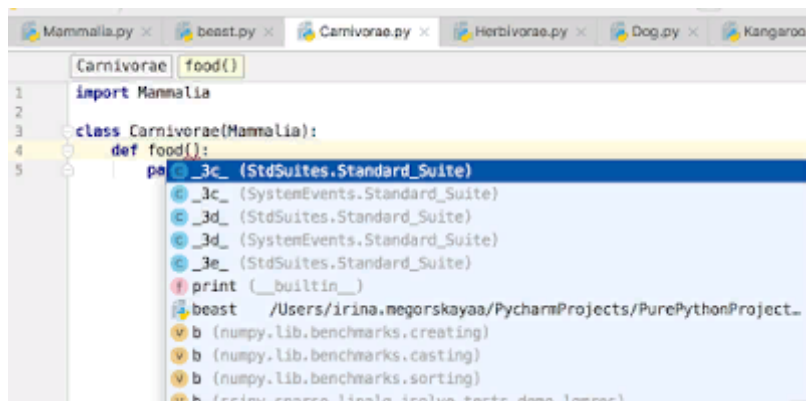 Mammalia.py × beast.py × Carnivorae.py × Herbivorae.py × Dog.py × Kangaroo
Carnivorae food()
1 import Mammalia
2
3 class Carnivorae(Mammalia):
4 def food():
5 pa
_3c_ (StdSuites.Standard_Suite)
_3c_ (SystemEvents.Standard_Suite)
_3d_ (StdSuites.Standard_Suite)
_3d_ (SystemEvents.Standard_Suite)
_3e_ (StdSuites.Standard_Suite)
print (__builtin__)
beast /Users/irina.megorskayaa/PycharmProjects/PurePythonProject…
b (numpy.lib.benchmarks.creating)
b (numpy.lib.benchmarks.casting)
b (numpy.lib.benchmarks.sorting)